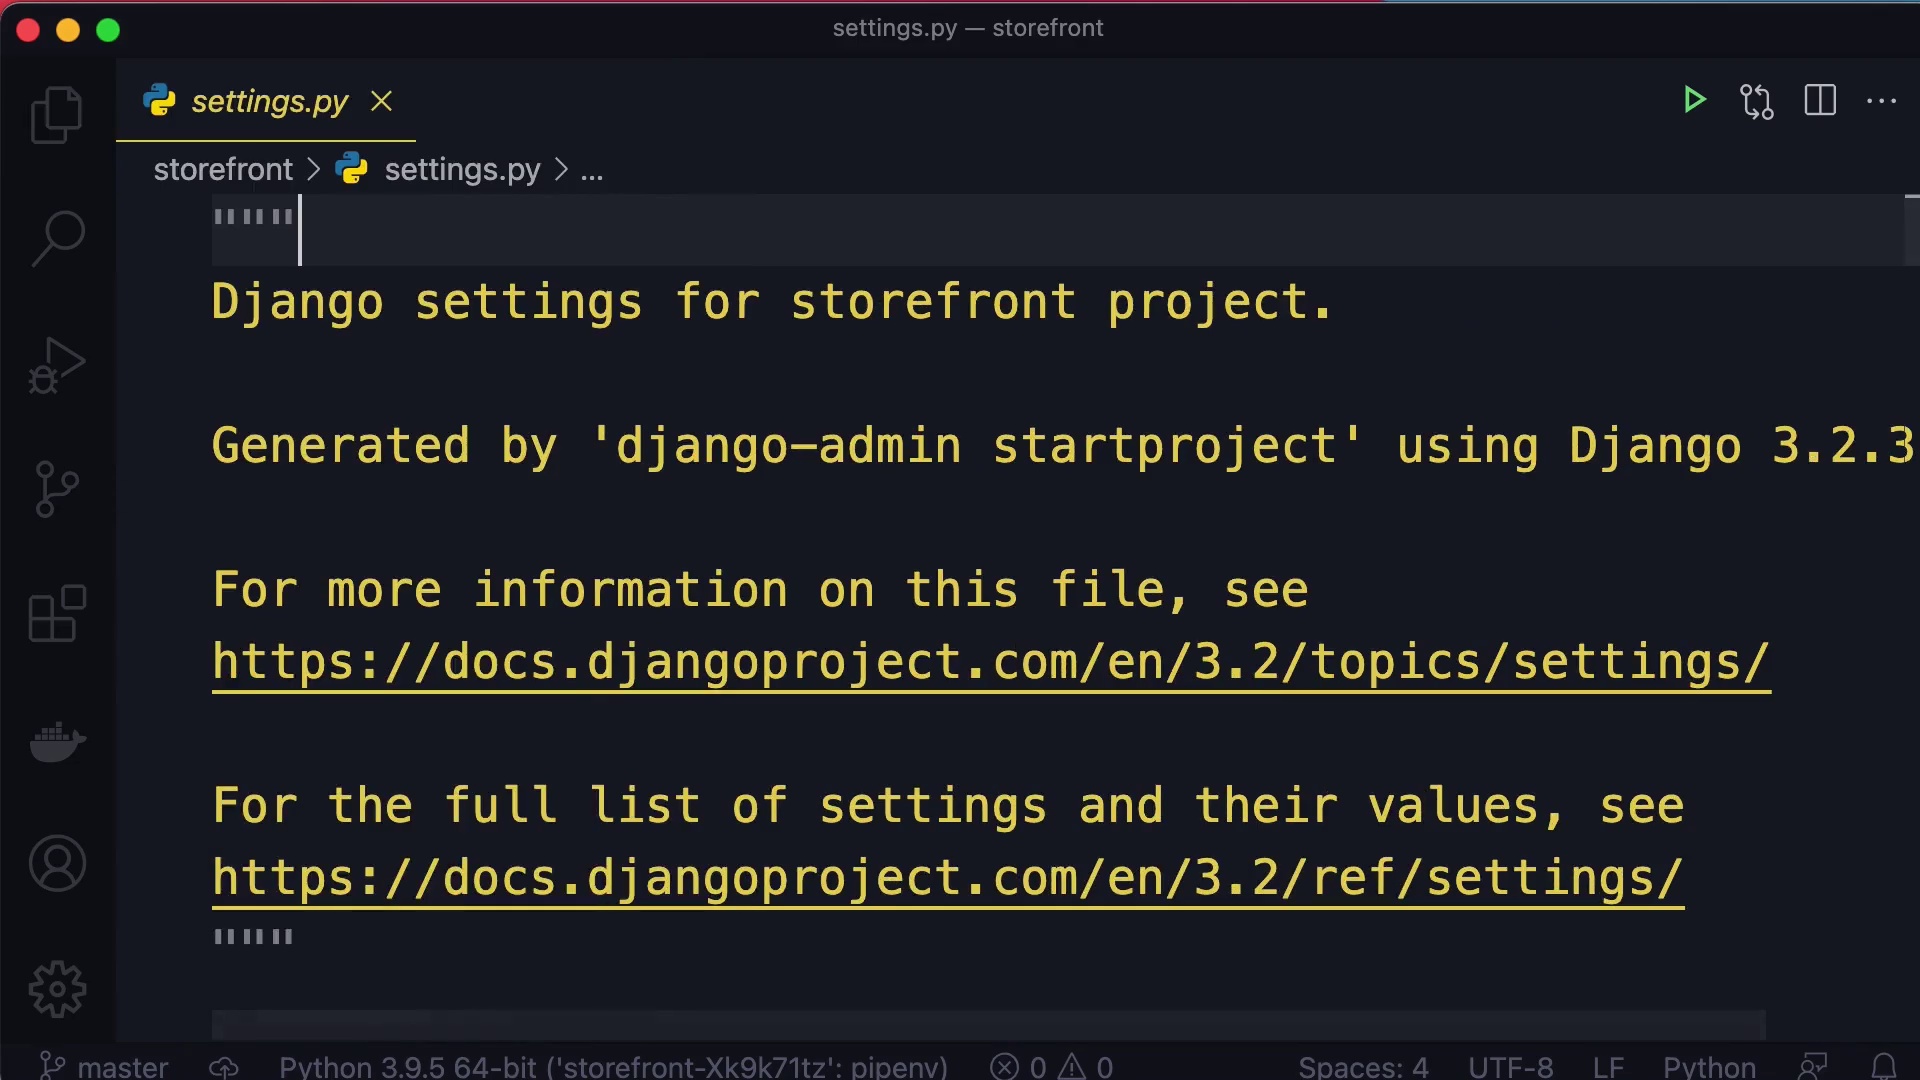 settings.py — storefront
settings.py
storefront > settings.py > ...
"""
Django settings for storefront project.
Generated by 'django-admin startproject' using Django 3.2.3
For more information on this file, see
https://docs.djangoproject.com/en/3.2/topics/settings/
For the full list of settings and their values, see
https://docs.djangoproject.com/en/3.2/ref/settings/
"""
master Python 3.9.5 64-bit ('storefront-Xk9k71tz': pipenv) 0 0 Spaces: 4 UTF-8 LF Python